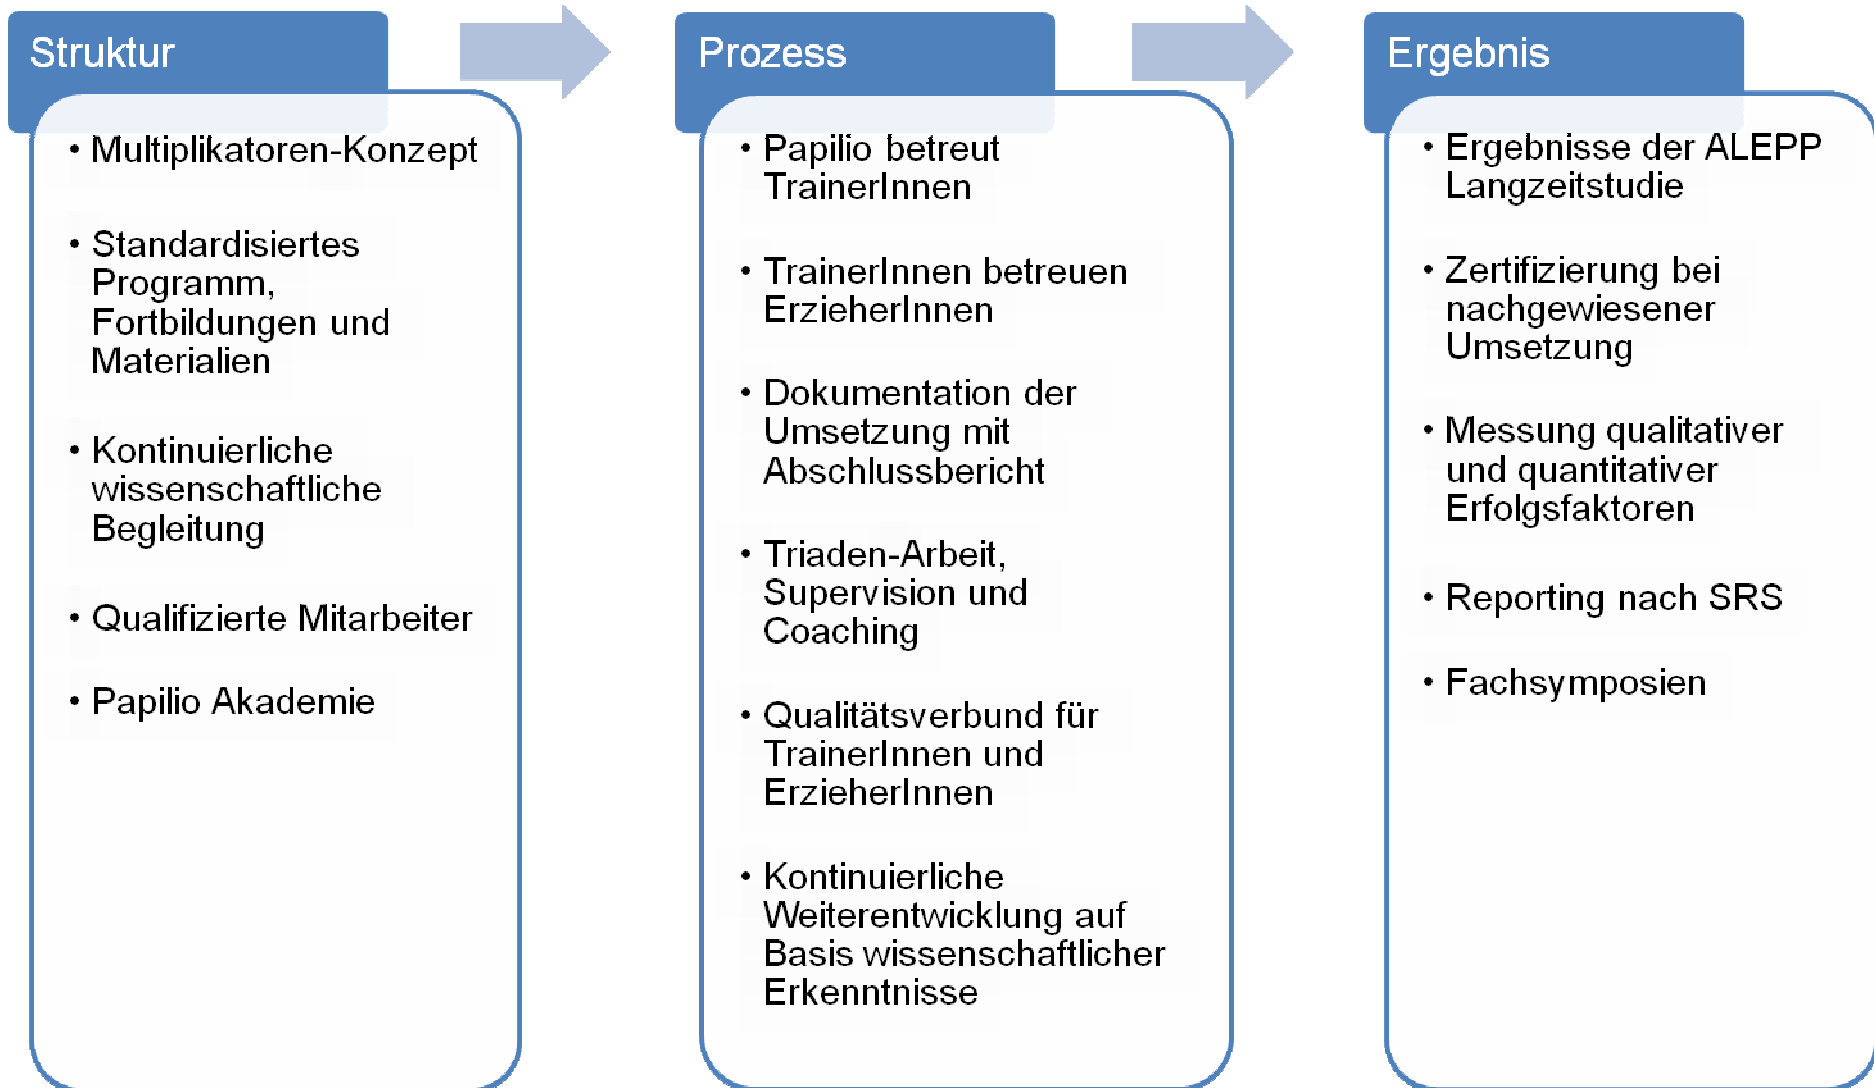 Struktur
• Multiplikatoren-Konzept
• Standardisiertes
Programm,
Fortbildungen und
Materialien
• Kontinuierliche
wissenschaftliche
Begleitung
• Qualifizierte Mitarbeiter
• Papilio Akademie
Prozess
• Papilio betreut
TrainerInnen
• TrainerInnen betreuen
ErzieherInnen
• Dokumentation der
Umsetzung mit
Abschlussbericht
• Triaden-Arbeit,
Supervision und
Coaching
• Qualitätsverbund für
TrainerInnen und
ErzieherInnen
• Kontinuierliche
Weiterentwicklung auf
Basis wissenschaftlicher
Erkenntnisse
Ergebnis
• Ergebnisse der ALEPP
Langzeitstudie
• Zertifizierung bei
nachgewiesener
Umsetzung
• Messung qualitativer
und quantitativer
Erfolgsfaktoren
• Reporting nach SRS
• Fachsymposien